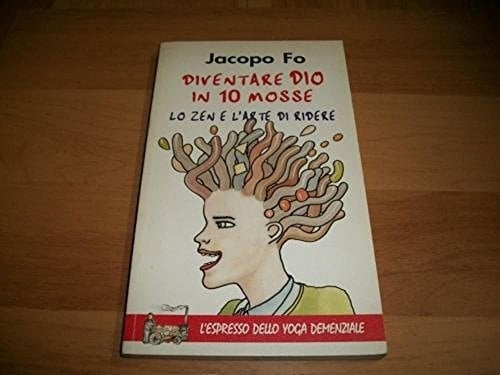 Jacopo Fo
DIVENTARE DIO
IN 10 MOSSE
LO ZEN E L'ARTE DI RIDERE
L'ESPRESSO DELLO YOGA DEMENZIALE